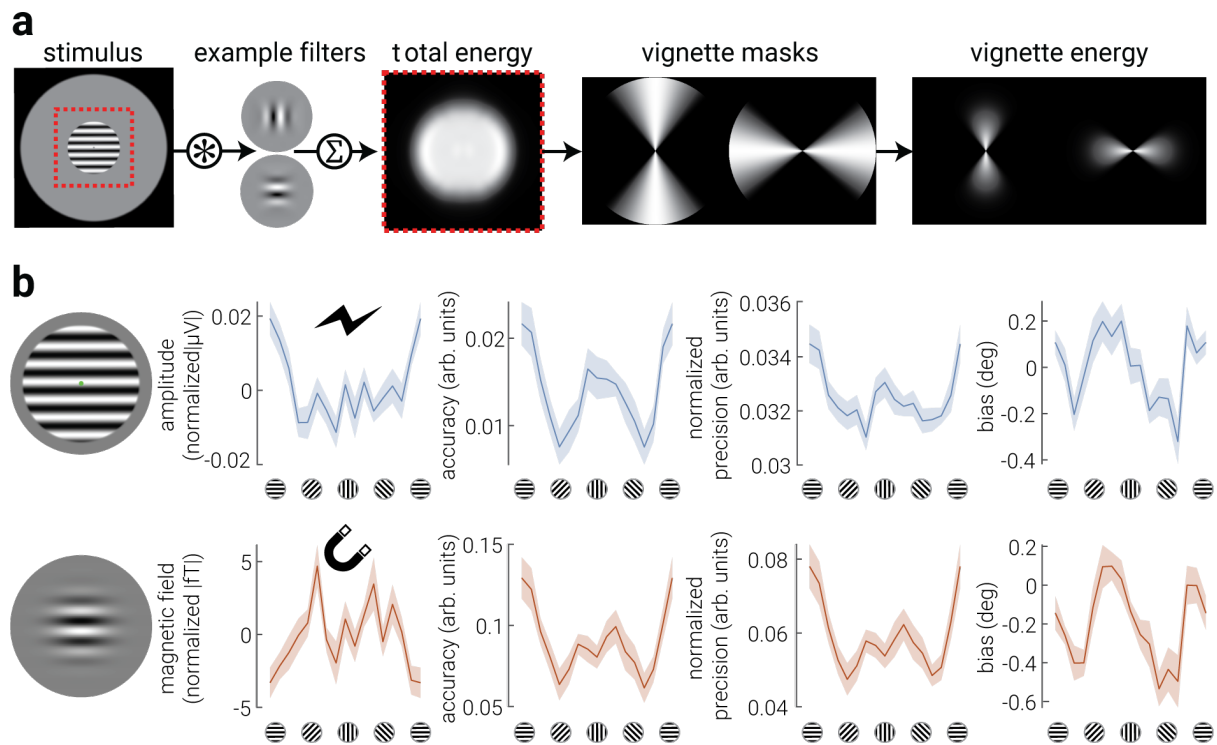 a
stimulus
example filters
total energy
vignette masks
vignette energy
Σ
b
amplitude
(normalized|µV|)
0.02
0
-0.02
accuracy (arb. units)
0.02
0.01
normalized
precision (arb. units)
0.036
0.034
0.032
0.03
bias (deg)
0.2
0
-0.2
-0.4
magnetic field
(normalized |fT|)
5
0
-5
accuracy (arb. units)
0.15
0.1
0.05
normalized
precision (arb. units)
0.08
0.06
0.04
bias (deg)
0.2
0
-0.2
-0.4
-0.6